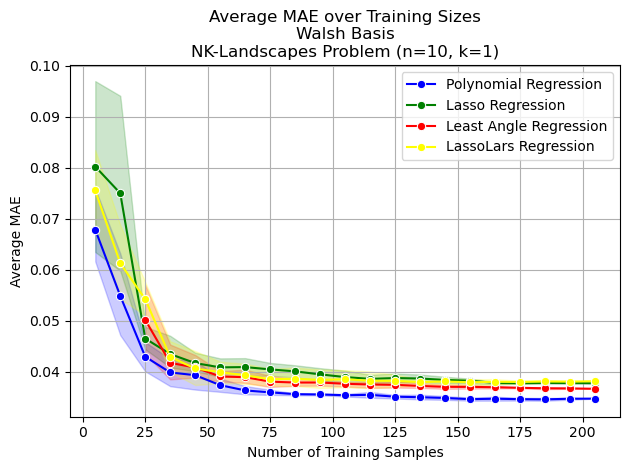 Average MAE over Training Sizes
Walsh Basis
NK-Landscapes Problem (n=10, k=1)
0.10
0.09
0.08
0.07
0.06
0.05
0.04
Average MAE
Polynomial Regression
Lasso Regression
Least Angle Regression
LassoLars Regression
0 25 50 75 100 125 150 175 200
Number of Training Samples